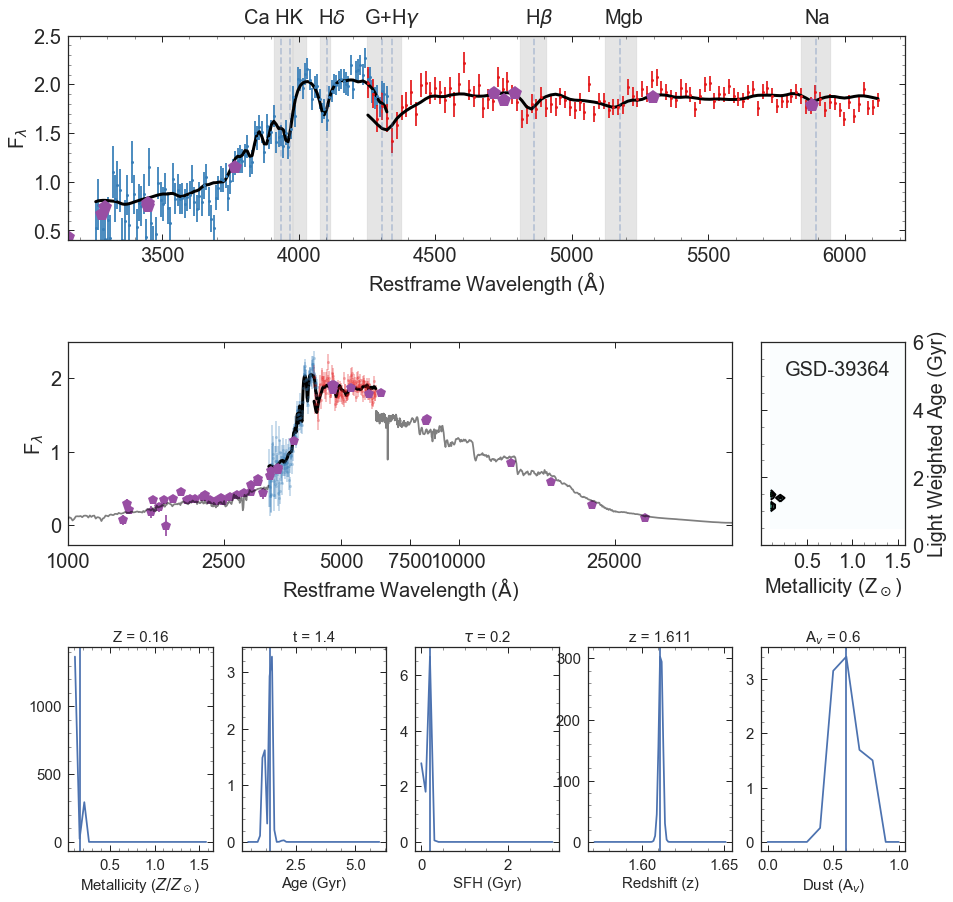 Ca HK Hδ G+Hγ Hβ Mgb Na
2.5
2.0
1.5
1.0
0.5
F_λ
3500 4000 4500 5000 5500 6000
Restframe Wavelength (Å)
2
1
0
F_λ
1000 2500 5000 7500 10000 25000
Restframe Wavelength (Å)
GSD-39364
6
4
2
0
Light Weighted Age (Gyr)
0.5 1.0 1.5
Metallicity (Z_⊙)
Z = 0.16
1000
500
0
0.5 1.0 1.5
Metallicity (Z/Z_⊙)
t = 1.4
3
2
1
0
2.5 5.0
Age (Gyr)
τ = 0.2
6
4
2
0
0 2
SFH (Gyr)
z = 1.611
300
200
100
0
1.60 1.65
Redshift (z)
A_v = 0.6
3
2
1
0
0.0 0.5 1.0
Dust (A_v)